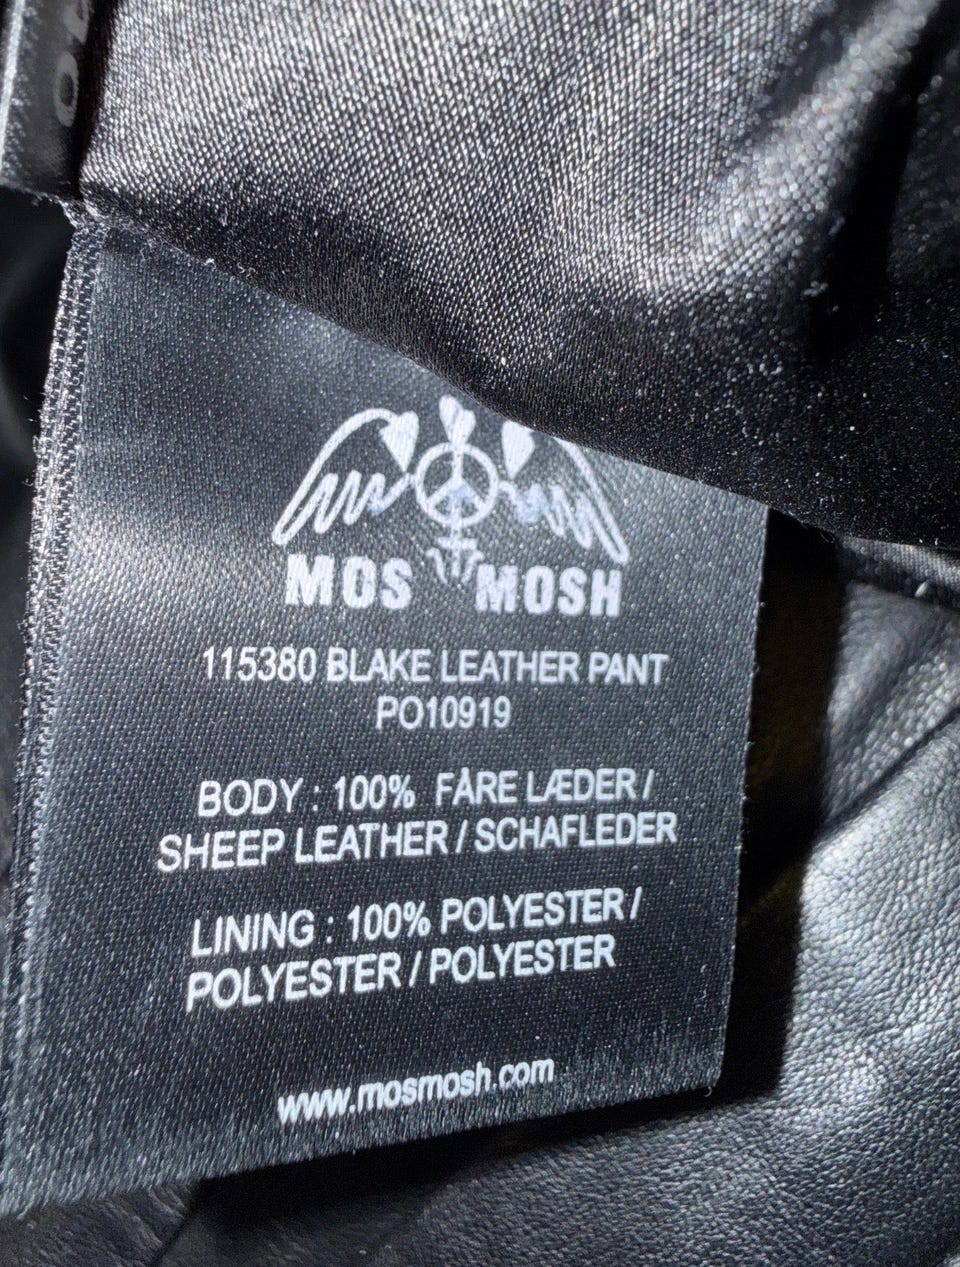 MOS MOSH
115380 BLAKE LEATHER PANT
PO10919
BODY : 100% FÅRE LÆDER /
SHEEP LEATHER / SCHAFLEDER
LINING : 100% POLYESTER /
POLYESTER / POLYESTER
www.mosmosh.com